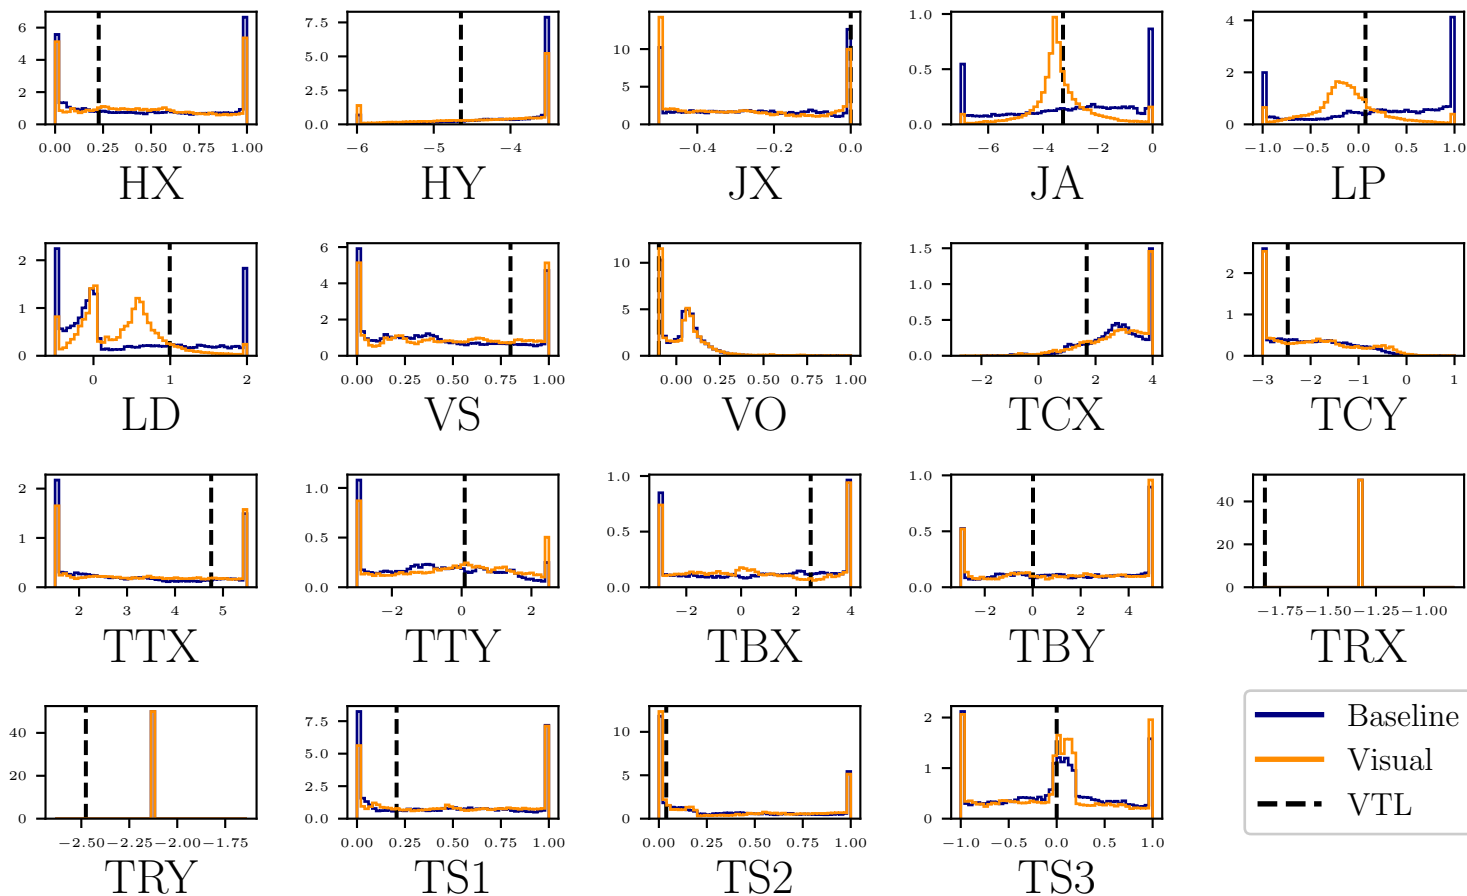 6
4
2
0
0.00 0.25 0.50 0.75 1.00
HX
7.5
5.0
2.5
0.0
−6 −5 −4
HY
10
5
0
−0.4 −0.2 0.0
JX
1.0
0.5
0.0
−6 −4 −2 0
JA
4
2
0
−1.0 −0.5 0.0 0.5 1.0
LP
2
1
0
0 1 2
LD
6
4
2
0
0.00 0.25 0.50 0.75 1.00
VS
10
5
0
0.00 0.25 0.50 0.75 1.00
VO
1.5
1.0
0.5
0.0
−2 0 2 4
TCX
2
1
0
−3 −2 −1 0 1
TCY
2
1
0
2 3 4 5
TTX
1.0
0.5
0.0
−2 0 2
TTY
1.0
0.5
0.0
−2 0 2 4
TBX
1.0
0.5
0.0
−2 0 2 4
TBY
40
20
0
−1.75 −1.50 −1.25 −1.00
TRX
40
20
0
−2.50 −2.25 −2.00 −1.75
TRY
7.5
5.0
2.5
0.0
0.00 0.25 0.50 0.75 1.00
TS1
10
5
0
0.00 0.25 0.50 0.75 1.00
TS2
2
1
0
−1.0 −0.5 0.0 0.5 1.0
TS3
Baseline
Visual
VTL